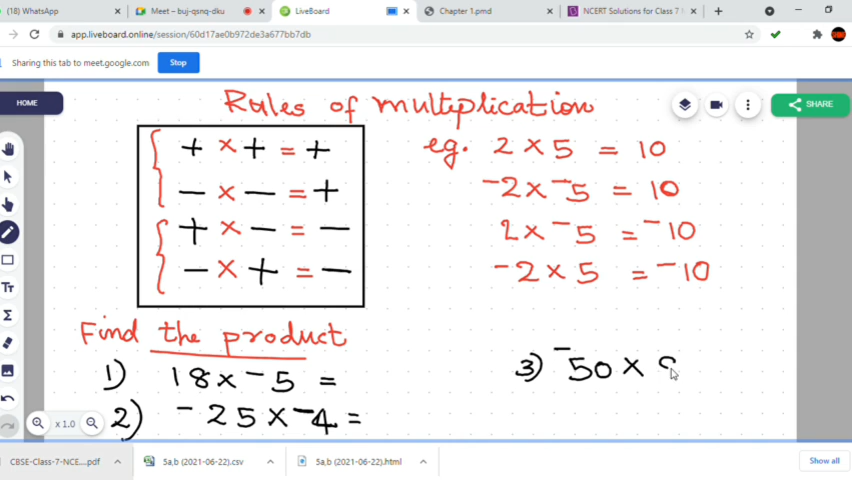 (18) WhatsApp
Meet – buj-qsnq-dku
LiveBoard
Chapter 1.pmd
NCERT Solutions for Class 7 M
app.liveboard.online/session/60d17ae0b972de3a677bb7db
Sharing this tab to meet.google.com
Stop
HOME
SHARE
Rules of multiplication
+ × + = +
− × − = +
+ × − = −
− × + = −
eg. 2 × 5 = 10
-2 × -5 = 10
2 × -5 = -10
-2 × 5 = -10
Find the product
1) 18 × -5 =
2) -25 × -4 =
3) -50 ×
x 1.0
CBSE-Class-7-NCE....pdf
5a,b (2021-06-22).csv
5a,b (2021-06-22).html
Show all